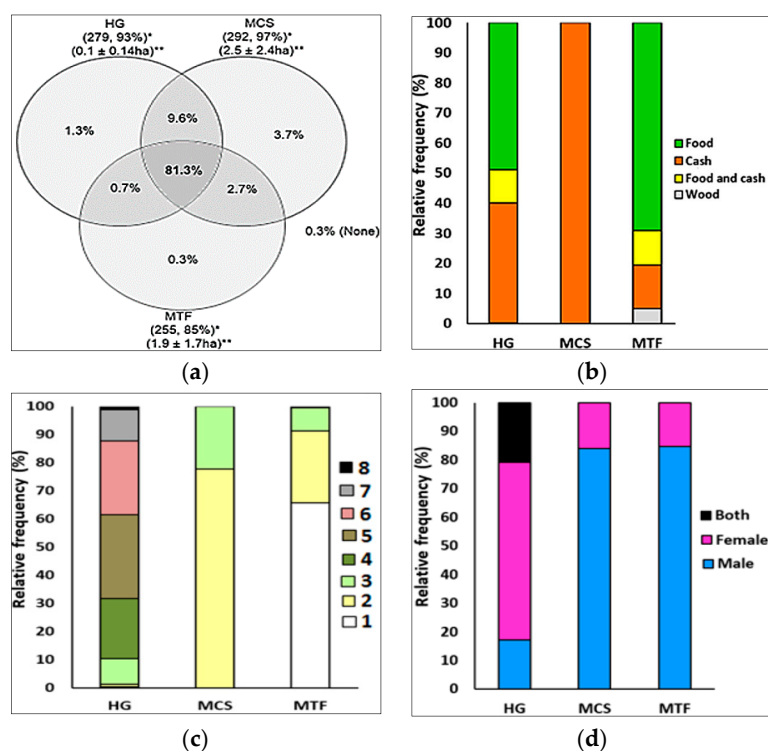 HG
(279, 93%)*
(0.1 ± 0.14ha)**
MCS
(292, 97%)*
(2.5 ± 2.4ha)**
9.6%
1.3%
3.7%
81.3%
0.7%
2.7%
0.3% (None)
0.3%
MTF
(255, 85%)*
(1.9 ± 1.7ha)**
(a)
Relative frequency (%)
100
90
80
70
60
50
40
30
20
10
0
HG
MCS
MTF
Food
Cash
Food and cash
Wood
(b)
Relative frequency (%)
100
90
80
70
60
50
40
30
20
10
0
HG
MCS
MTF
8
7
6
5
4
3
2
1
(c)
Relative frequency (%)
100
90
80
70
60
50
40
30
20
10
0
HG
MCS
MTF
Both
Female
Male
(d)